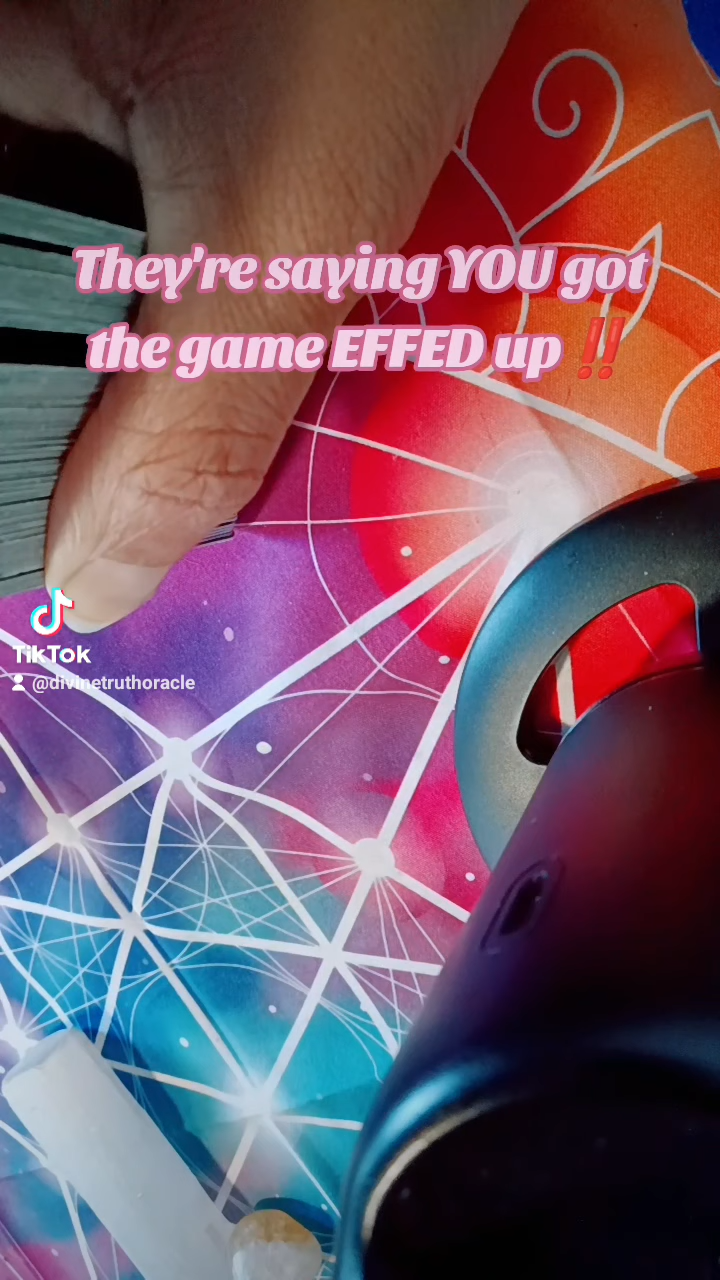 They're saying YOU got
the game EFFED up ‼️
TikTok
@divinetruthoracle